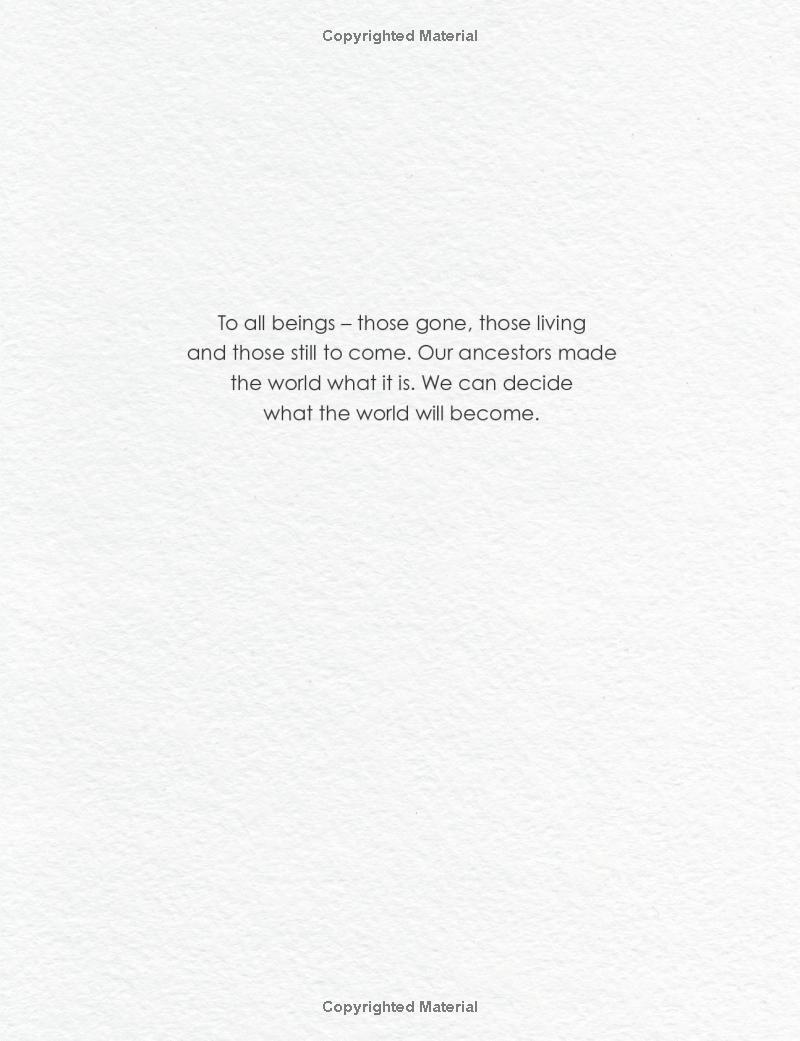 Copyrighted Material
To all beings – those gone, those living
and those still to come. Our ancestors made
the world what it is. We can decide
what the world will become.
Copyrighted Material